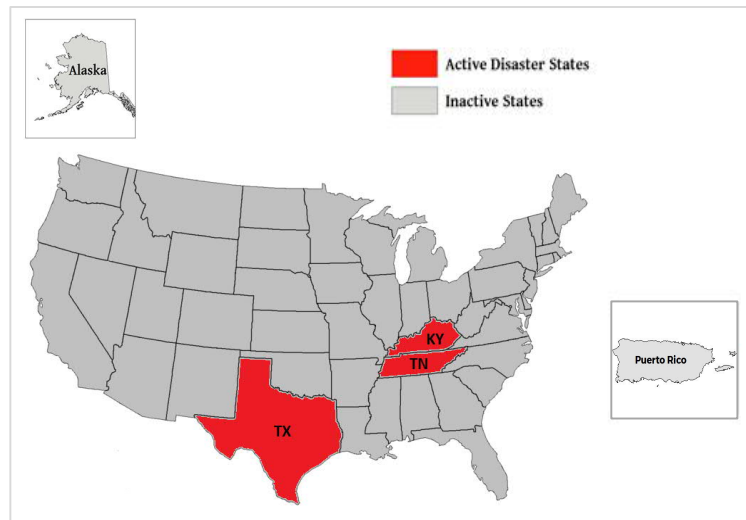 Alaska
Active Disaster States
Inactive States
KY
TN
Puerto Rico
TX